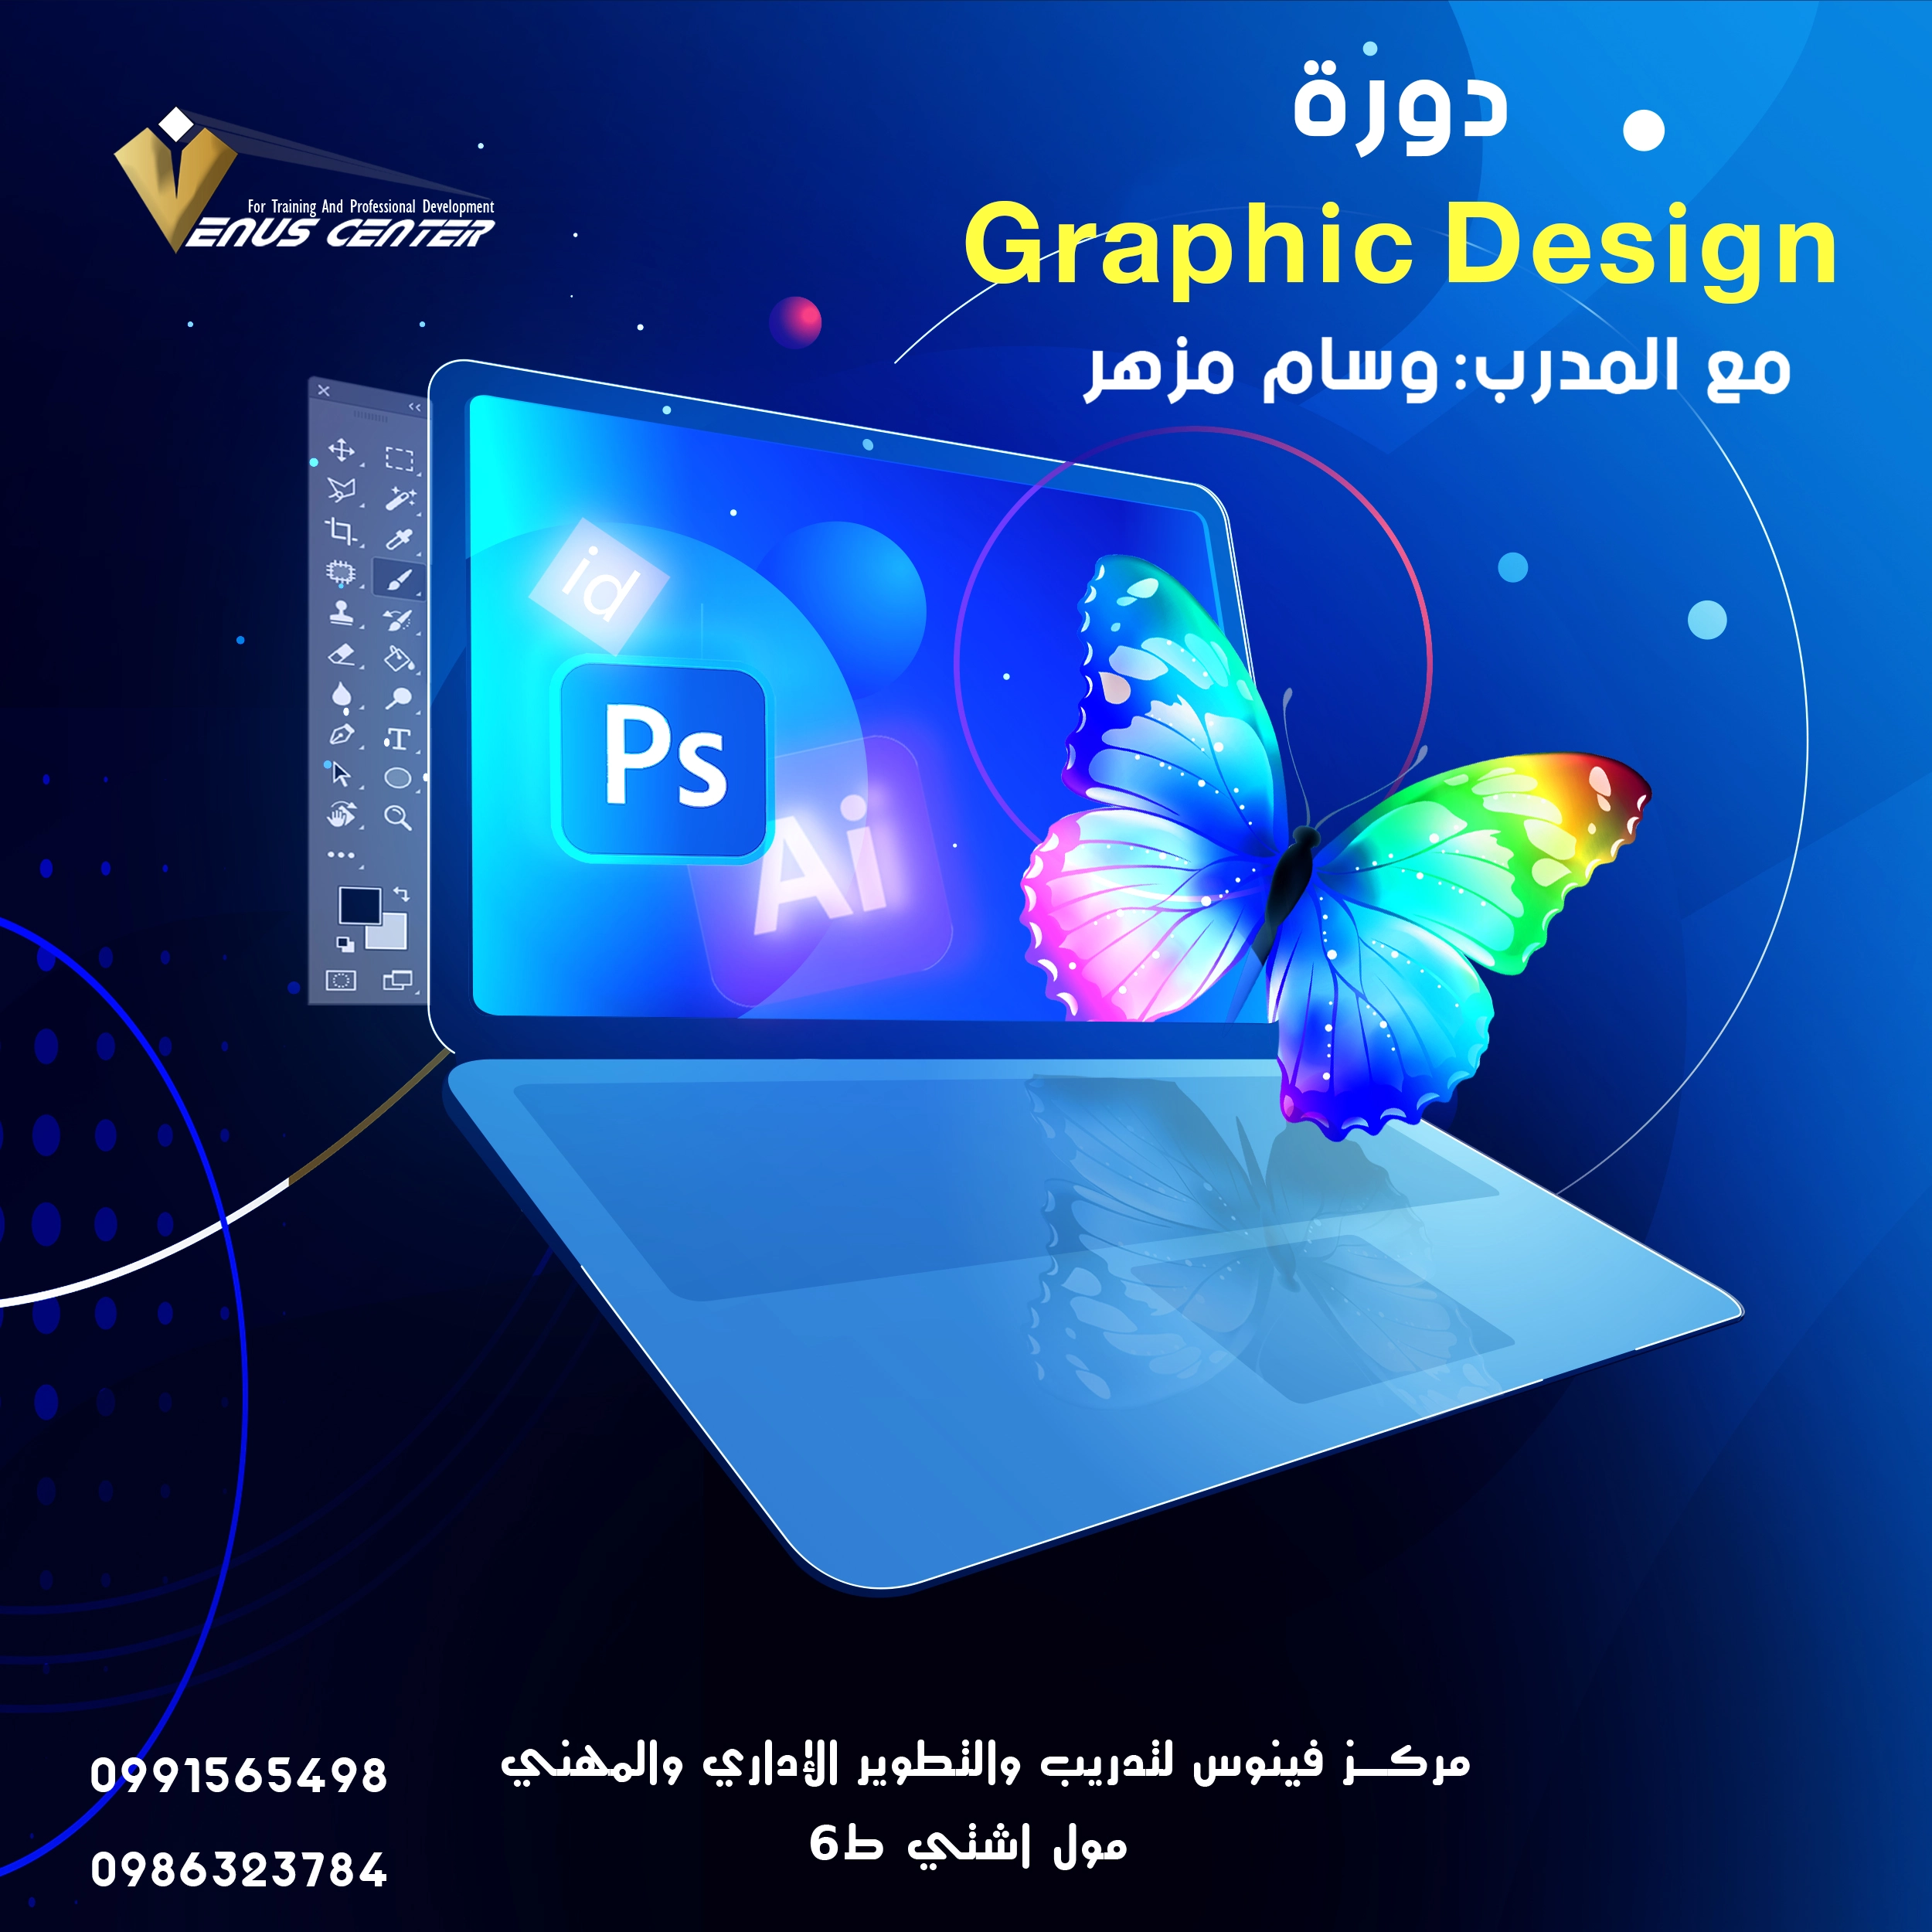 دورة
Graphic Design
مع المدرب: وسام مزهر
For Training And Professional Development
VENUS CENTER
id
Ps
Ai
T
مركـــز فينوس لتدريب والتطوير الإداري والمهني
مول اشتي ط6
0991565498
0986323784